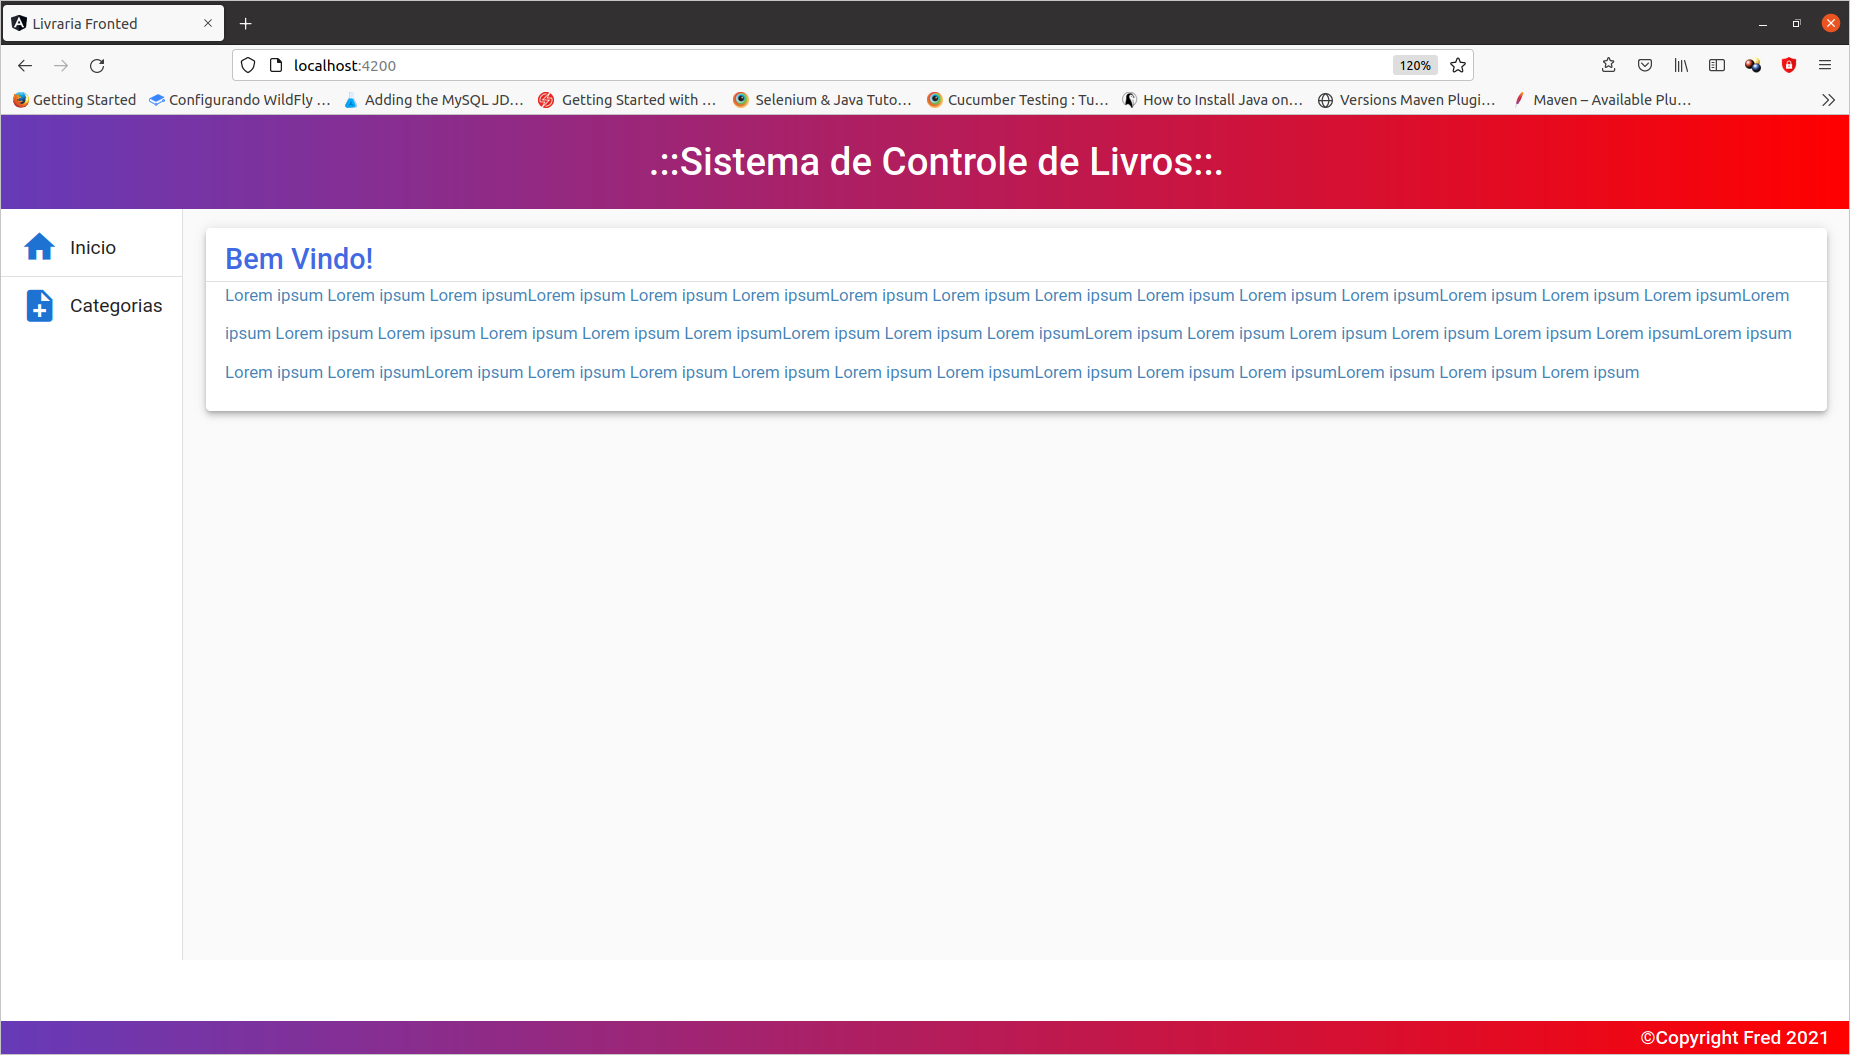 Livraria Fronted
localhost:4200
120%
Getting Started
Configurando WildFly ...
Adding the MySQL JD...
Getting Started with ...
Selenium & Java Tuto...
Cucumber Testing : Tu...
How to Install Java on...
Versions Maven Plugi...
Maven – Available Plu...
.::Sistema de Controle de Livros::.
Inicio
Categorias
Bem Vindo!
Lorem ipsum Lorem ipsum Lorem ipsumLorem ipsum Lorem ipsum Lorem ipsumLorem ipsum Lorem ipsum Lorem ipsum Lorem ipsum Lorem ipsum Lorem ipsumLorem ipsum Lorem ipsum Lorem ipsumLorem
ipsum Lorem ipsum Lorem ipsum Lorem ipsum Lorem ipsum Lorem ipsumLorem ipsum Lorem ipsum Lorem ipsumLorem ipsum Lorem ipsum Lorem ipsum Lorem ipsum Lorem ipsum Lorem ipsumLorem ipsum
Lorem ipsum Lorem ipsumLorem ipsum Lorem ipsum Lorem ipsum Lorem ipsum Lorem ipsum Lorem ipsumLorem ipsum Lorem ipsum Lorem ipsumLorem ipsum Lorem ipsum Lorem ipsum
©Copyright Fred 2021